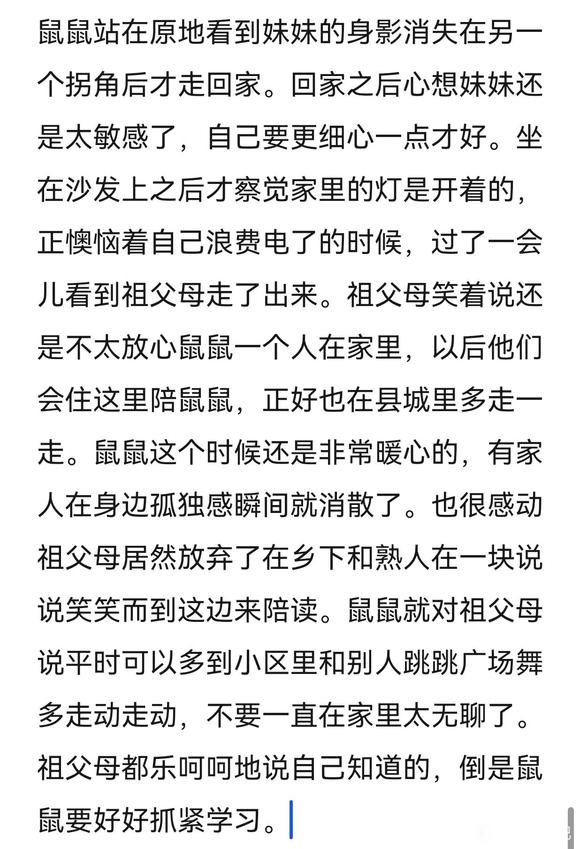 鼠鼠站在原地看到妹妹的身影消失在另一
个拐角后才走回家。回家之后心想妹妹还
是太敏感了，自己要更细心一点才好。坐
在沙发上之后才察觉家里的灯是开着的，
正懊恼着自己浪费电了的时候，过了一会
儿看到祖父母走了出来。祖父母笑着说还
是不太放心鼠鼠一个人在家里，以后他们
会住这里陪鼠鼠，正好也在县城里多走一
走。鼠鼠这个时候还是非常暖心的，有家
人在身边孤独感瞬间就消散了。也很感动
祖父母居然放弃了在乡下和熟人在一块说
说笑笑而到这边来陪读。鼠鼠就对祖父母
说平时可以多到小区里和别人跳跳广场舞
多走动走动，不要一直在家里太无聊了。
祖父母都乐呵呵地说自己知道的，倒是鼠
鼠要好好抓紧学习。